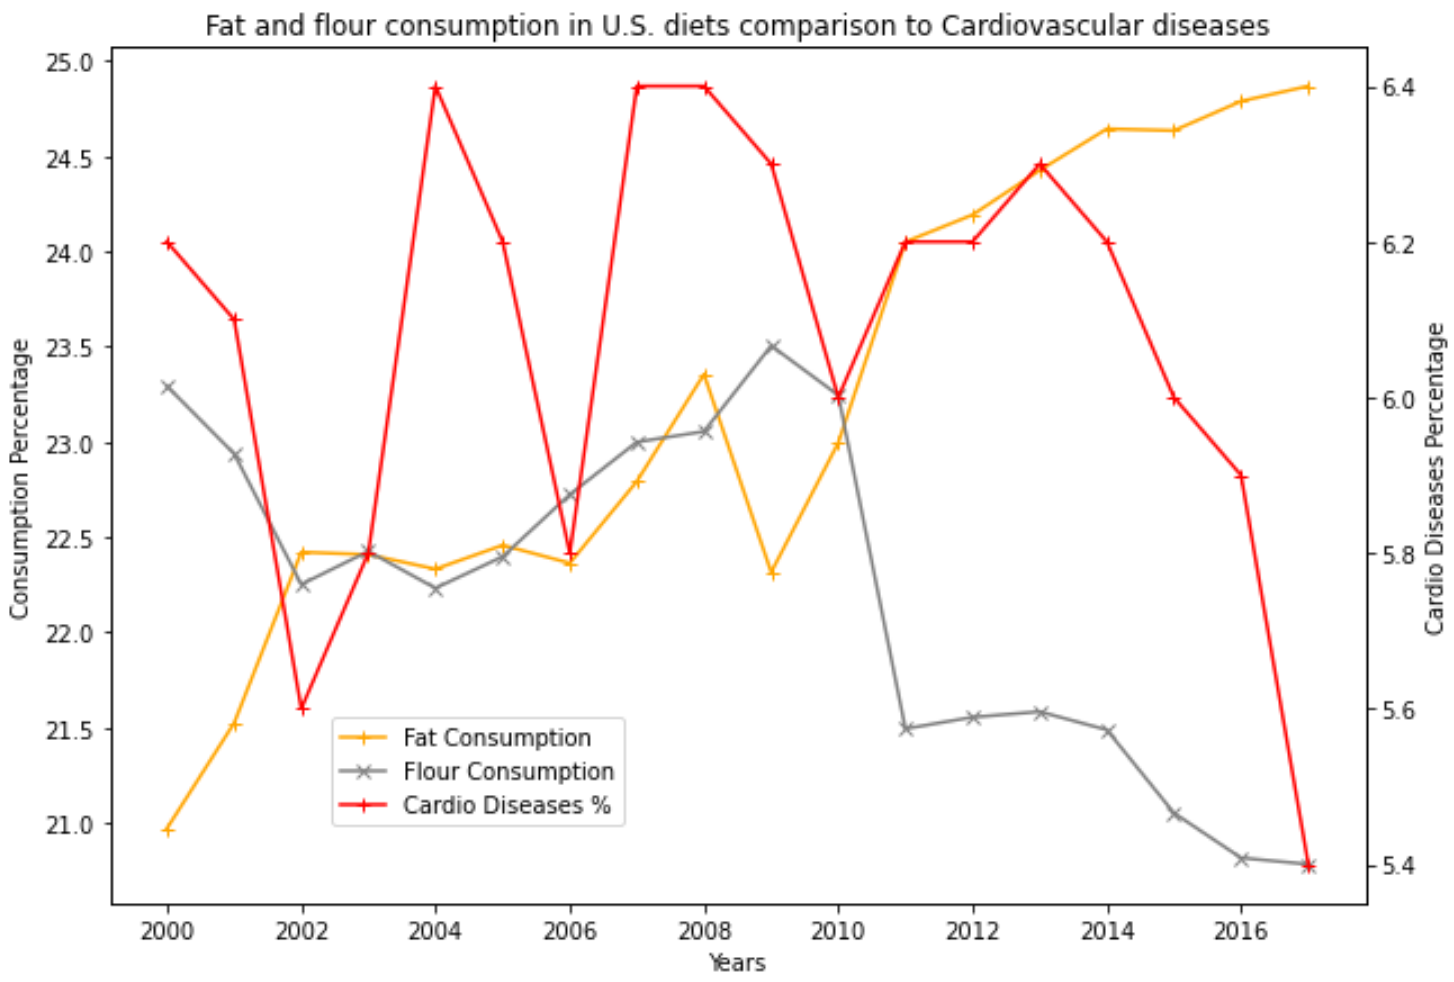 Fat and flour consumption in U.S. diets comparison to Cardiovascular diseases
25.0
24.5
24.0
23.5
23.0
22.5
22.0
21.5
21.0
Consumption Percentage
6.4
6.2
6.0
5.8
5.6
5.4
Cardio Diseases Percentage
Fat Consumption
Flour Consumption
Cardio Diseases %
2000 2002 2004 2006 2008 2010 2012 2014 2016
Years